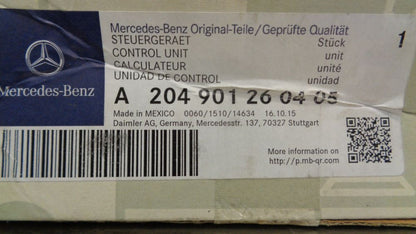 Mercedes-Benz Original-Teile/Geprüfte Qualität
STEUERGERAET Stück 1
CONTROL UNIT unit
CALCULATEUR unité
UNIDAD DE CONTROL unidad
Mercedes-Benz
A 204 901 26 04 05
Made in MEXICO 0060/1510/14634 16.10.15
Daimler AG, Germany, Mercedesstr. 137, 70327 Stuttgart
More information on
http://p.mb-qr.com